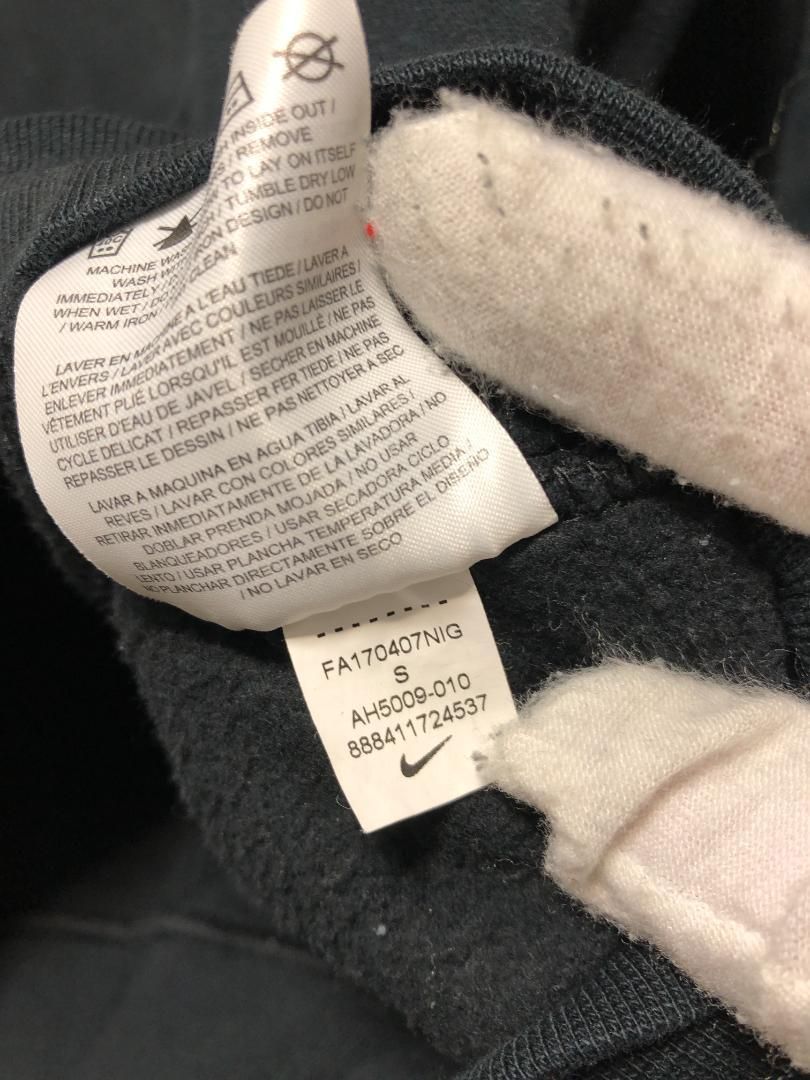 INSIDE OUT /
/ REMOVE
TO LAY ON ITSELF
/ TUMBLE DRY LOW
DESIGN / DO NOT
MACHINE
WASH
IMMEDIATELY /
WHEN WET /
/ WARM IRON CLEAN
LAVER EN A L'EAU TIEDE / LAVER A
L'ENVERS / LAVER AVEC COULEURS SIMILAIRES /
ENLEVER IMMEDIATEMENT / NE PAS LAISSER LE
VÊTEMENT PLIÉ LORSQU'IL EST MOUILLÉ / NE PAS
UTILISER D'EAU DE JAVEL / SECHER EN MACHINE
CYCLE DELICAT / REPASSER FER TIEDE / NE PAS
REPASSER LE DESSIN / NE PAS NETTOYER A SEC
LAVAR A MAQUINA EN AGUA TIBIA / LAVAR AL
REVES / LAVAR CON COLORES SIMILARES /
RETIRAR INMEDIATAMENTE DE LA LAVADORA / NO
DOBLAR PRENDA MOJADA / NO USAR
BLANQUEADORES / USAR SECADORA CICLO
LENTO / USAR PLANCHA TEMPERATURA MEDIA /
NO PLANCHAR DIRECTAMENTE SOBRE EL DISEÑO
/ NO LAVAR EN SECO
FA170407NIG
S
AH5009-010
888411724537